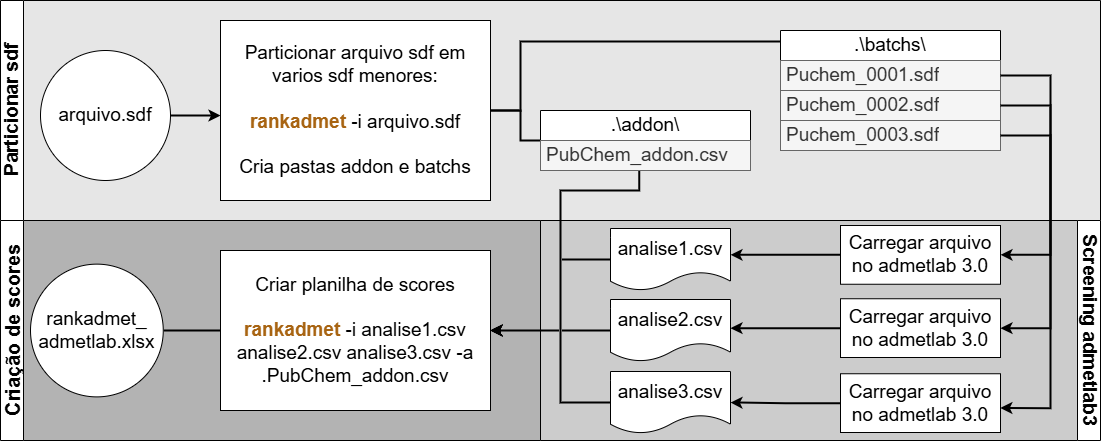 Particionar sdf
arquivo.sdf
Particionar arquivo sdf em
varios sdf menores:
rankadmet -i arquivo.sdf
Cria pastas addon e batchs
.\addon\
PubChem_addon.csv
.\batchs\
Puchem_0001.sdf
Puchem_0002.sdf
Puchem_0003.sdf
Screening admetlab3
Carregar arquivo
no admetlab 3.0
Carregar arquivo
no admetlab 3.0
Carregar arquivo
no admetlab 3.0
analise1.csv
analise2.csv
analise3.csv
Criação de scores
Criar planilha de scores
rankadmet -i analise1.csv
analise2.csv analise3.csv -a
.PubChem_addon.csv
rankadmet_
admetlab.xlsx